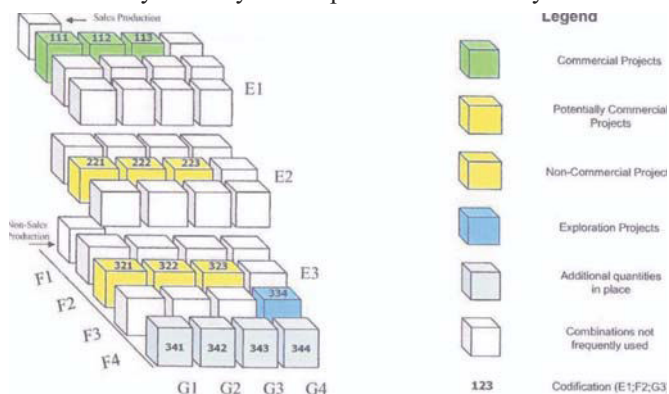 Sales Production
Legend
111 112 113
Commercial Projects
E1
Potentially Commercial
Projects
221 222 223
E2
Non-Commercial Project
Non-Sales
Production
Exploration Projects
321 322 323
E3
334
Additional quantities
in place
F1
F2
F3
F4
341 342 343 344
Combinations not
frequently used
G1 G2 G3 G4
123
Codification (E1;F2;G3)